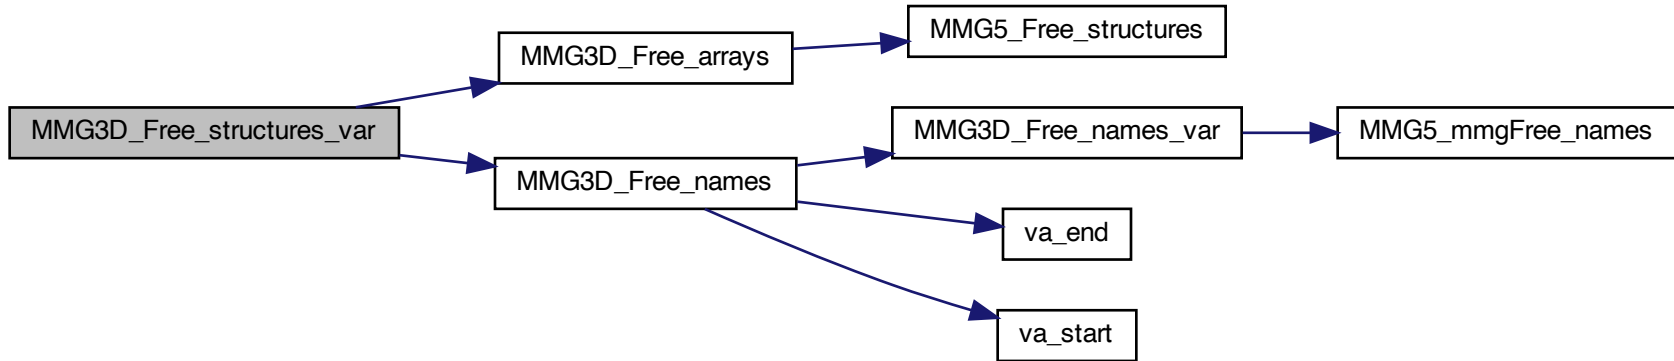 MMG3D_Free_structures_var
MMG3D_Free_arrays
MMG5_Free_structures
MMG3D_Free_names
MMG3D_Free_names_var
MMG5_mmgFree_names
va_end
va_start